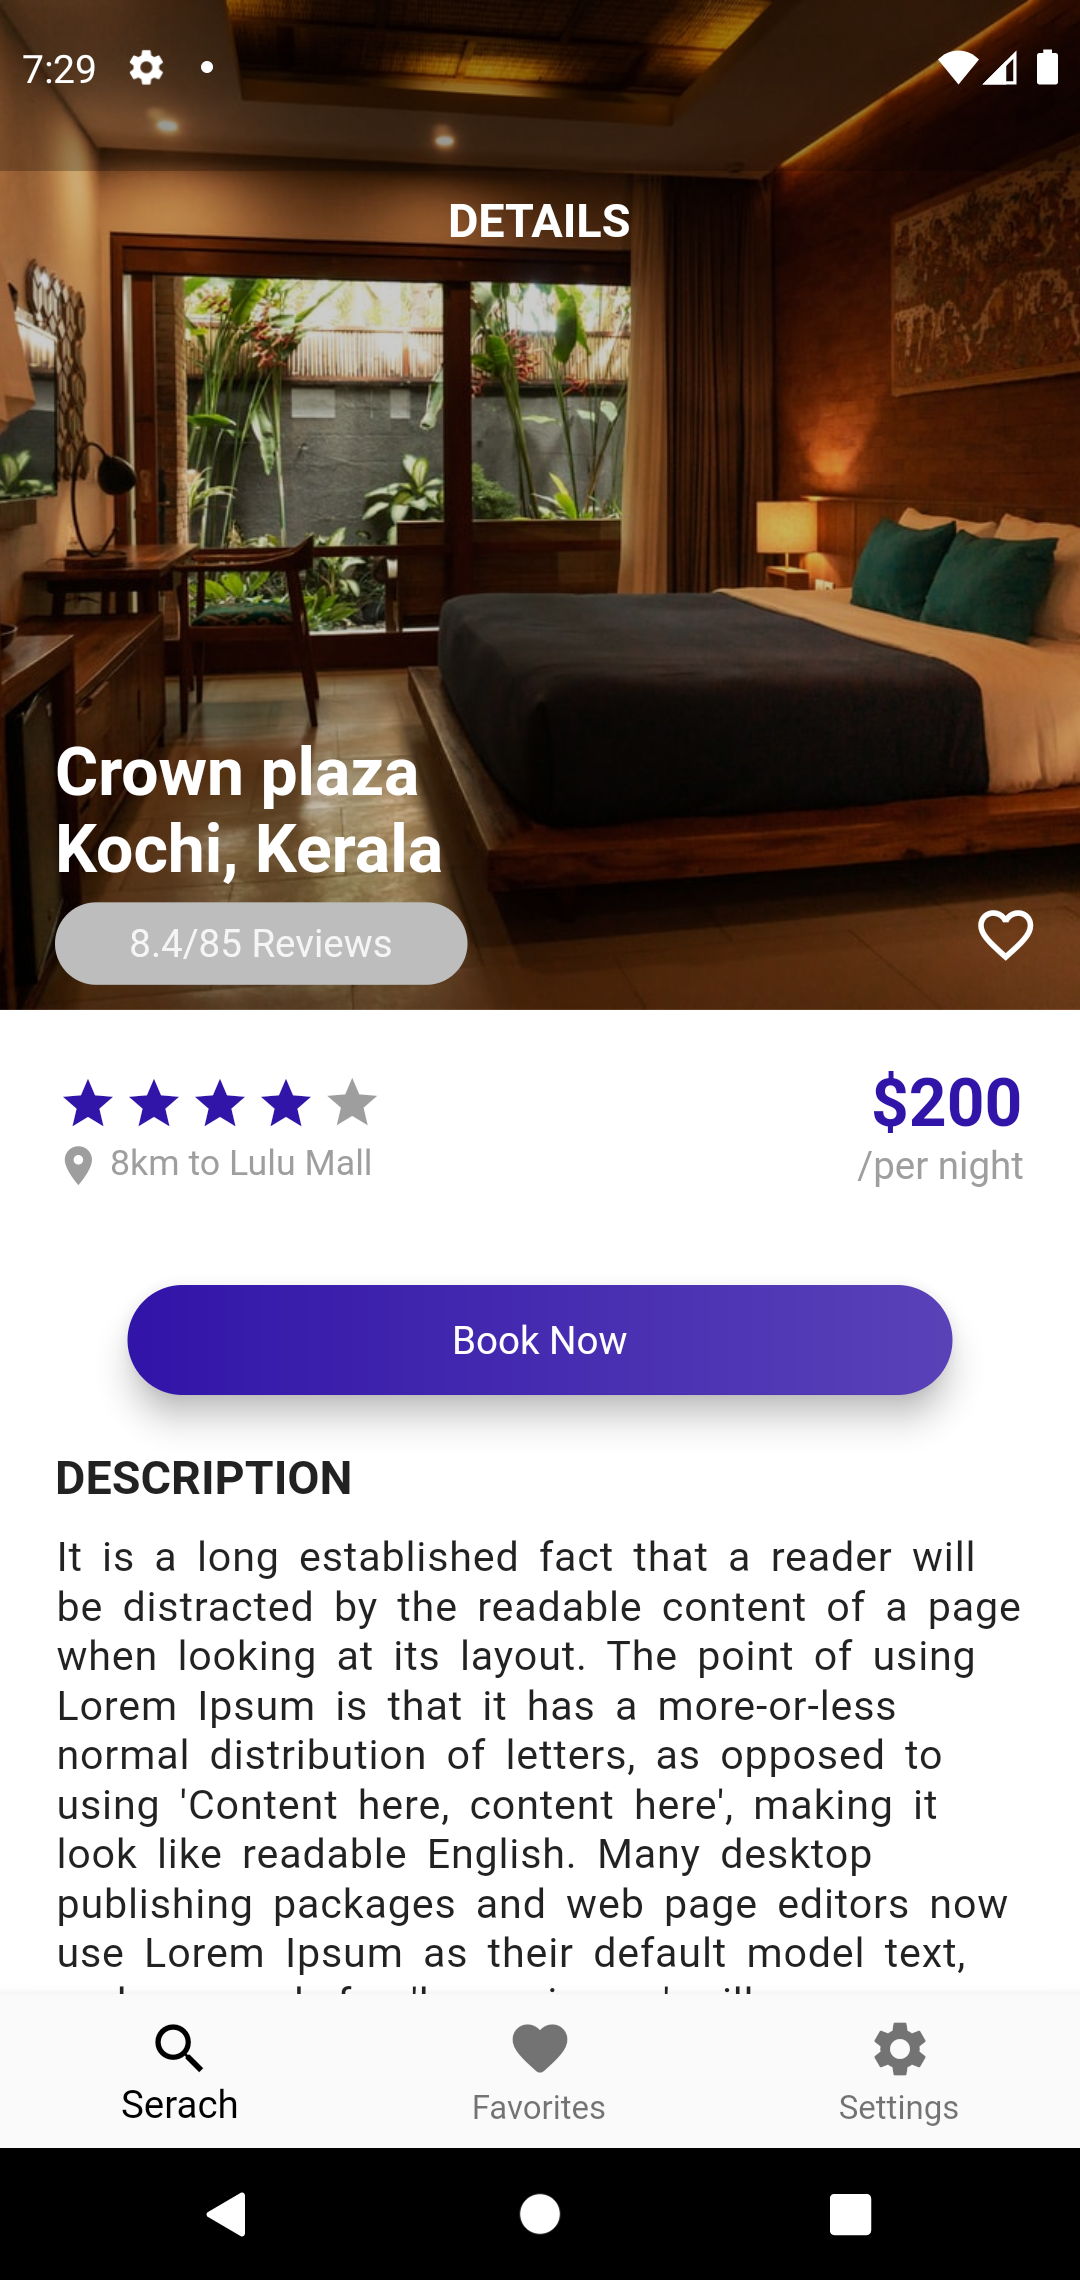 7:29
DETAILS
Crown plaza
Kochi, Kerala
8.4/85 Reviews
$200
8km to Lulu Mall
/per night
Book Now
DESCRIPTION
It is a long established fact that a reader will
be distracted by the readable content of a page
when looking at its layout. The point of using
Lorem Ipsum is that it has a more-or-less
normal distribution of letters, as opposed to
using 'Content here, content here', making it
look like readable English. Many desktop
publishing packages and web page editors now
use Lorem Ipsum as their default model text,
Serach
Favorites
Settings